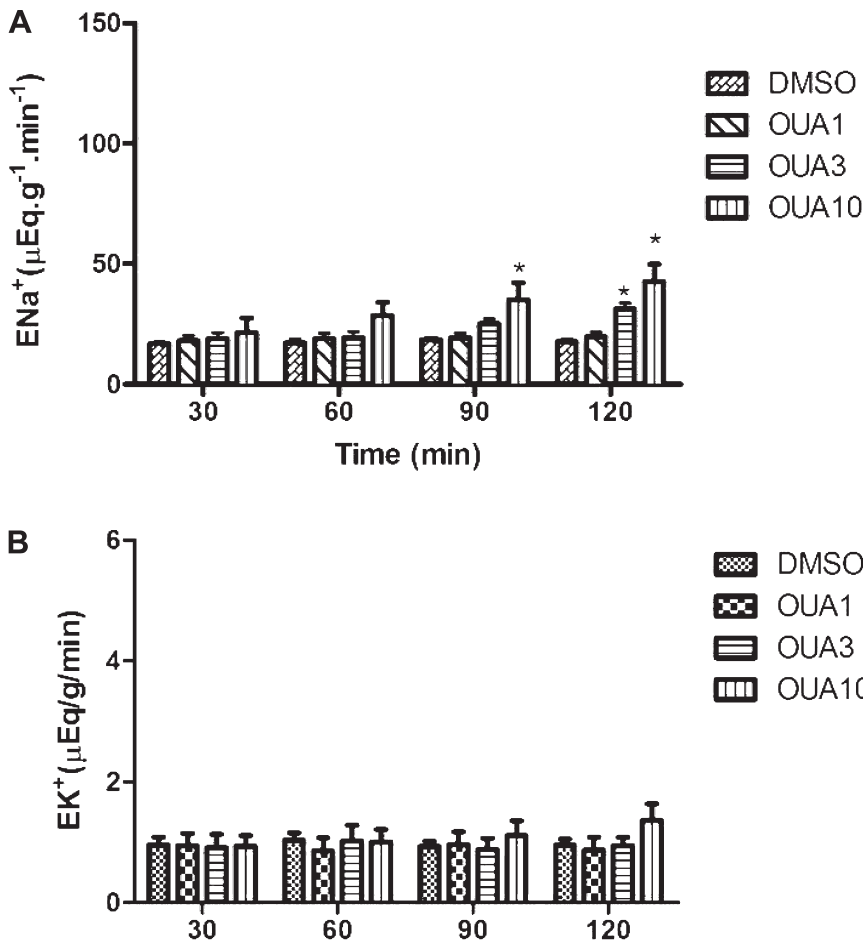 A
150
100
50
0
ENa⁺(μEq.g⁻¹.min⁻¹)
DMSO
OUA1
OUA3
OUA10
*
*
*
30 60 90 120
Time (min)
B
6
4
2
0
EK⁺(μEq/g/min)
DMSO
OUA1
OUA3
OUA10
30 60 90 120